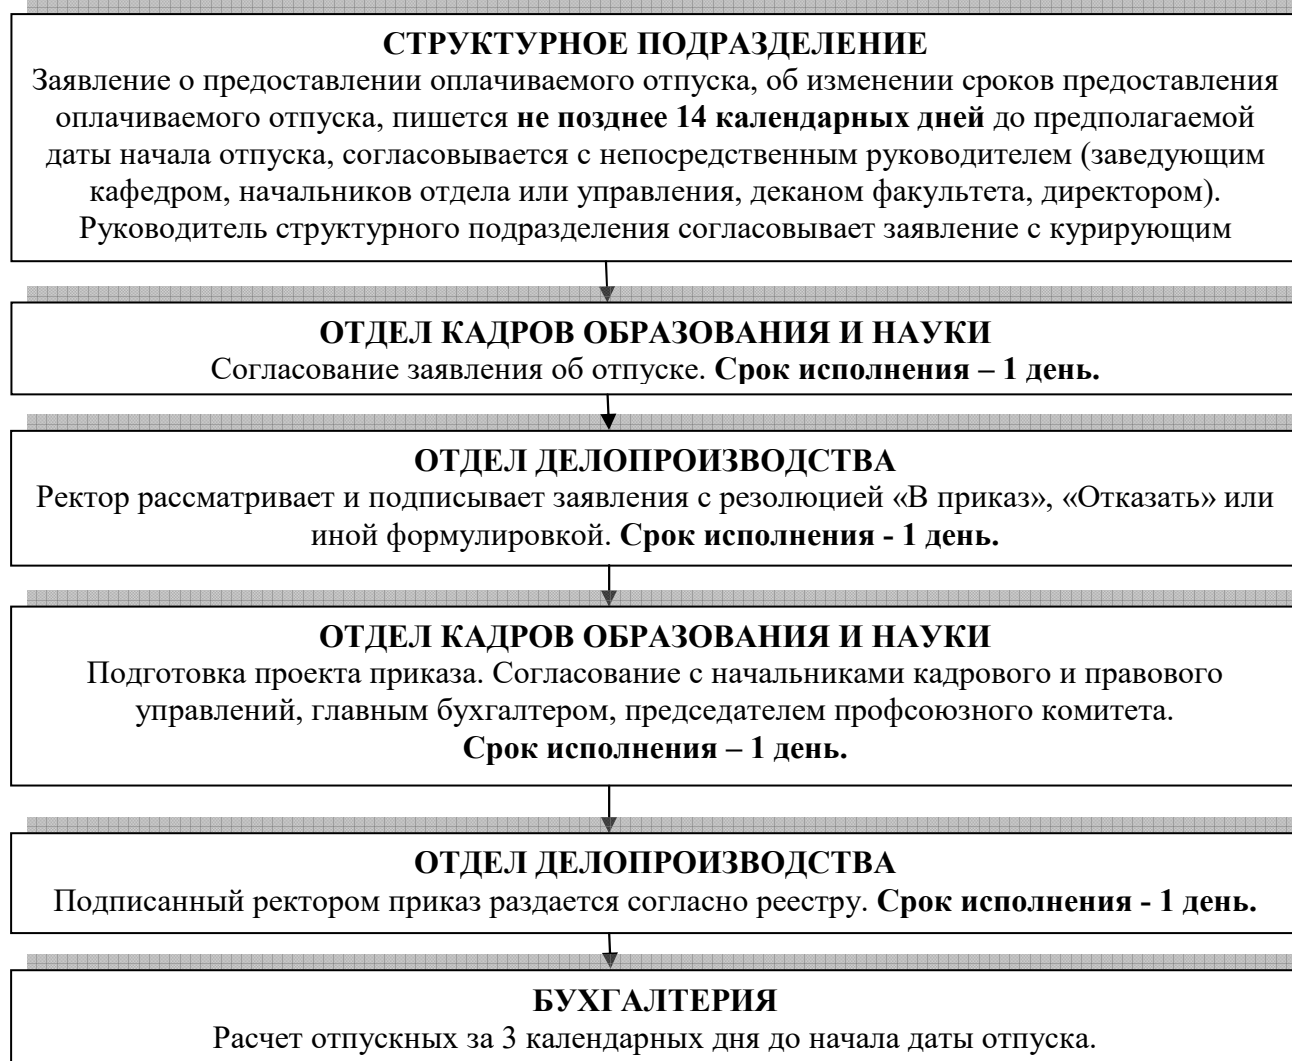 СТРУКТУРНОЕ ПОДРАЗДЕЛЕНИЕ
Заявление о предоставлении оплачиваемого отпуска, об изменении сроков предоставления
оплачиваемого отпуска, пишется не позднее 14 календарных дней до предполагаемой
даты начала отпуска, согласовывается с непосредственным руководителем (заведующим
кафедром, начальников отдела или управления, деканом факультета, директором).
Руководитель структурного подразделения согласовывает заявление с курирующим
ОТДЕЛ КАДРОВ ОБРАЗОВАНИЯ И НАУКИ
Согласование заявления об отпуске. Срок исполнения – 1 день.
ОТДЕЛ ДЕЛОПРОИЗВОДСТВА
Ректор рассматривает и подписывает заявления с резолюцией «В приказ», «Отказать» или
иной формулировкой. Срок исполнения - 1 день.
ОТДЕЛ КАДРОВ ОБРАЗОВАНИЯ И НАУКИ
Подготовка проекта приказа. Согласование с начальниками кадрового и правового
управлений, главным бухгалтером, председателем профсоюзного комитета.
Срок исполнения – 1 день.
ОТДЕЛ ДЕЛОПРОИЗВОДСТВА
Подписанный ректором приказ раздается согласно реестру. Срок исполнения - 1 день.
БУХГАЛТЕРИЯ
Расчет отпускных за 3 календарных дня до начала даты отпуска.